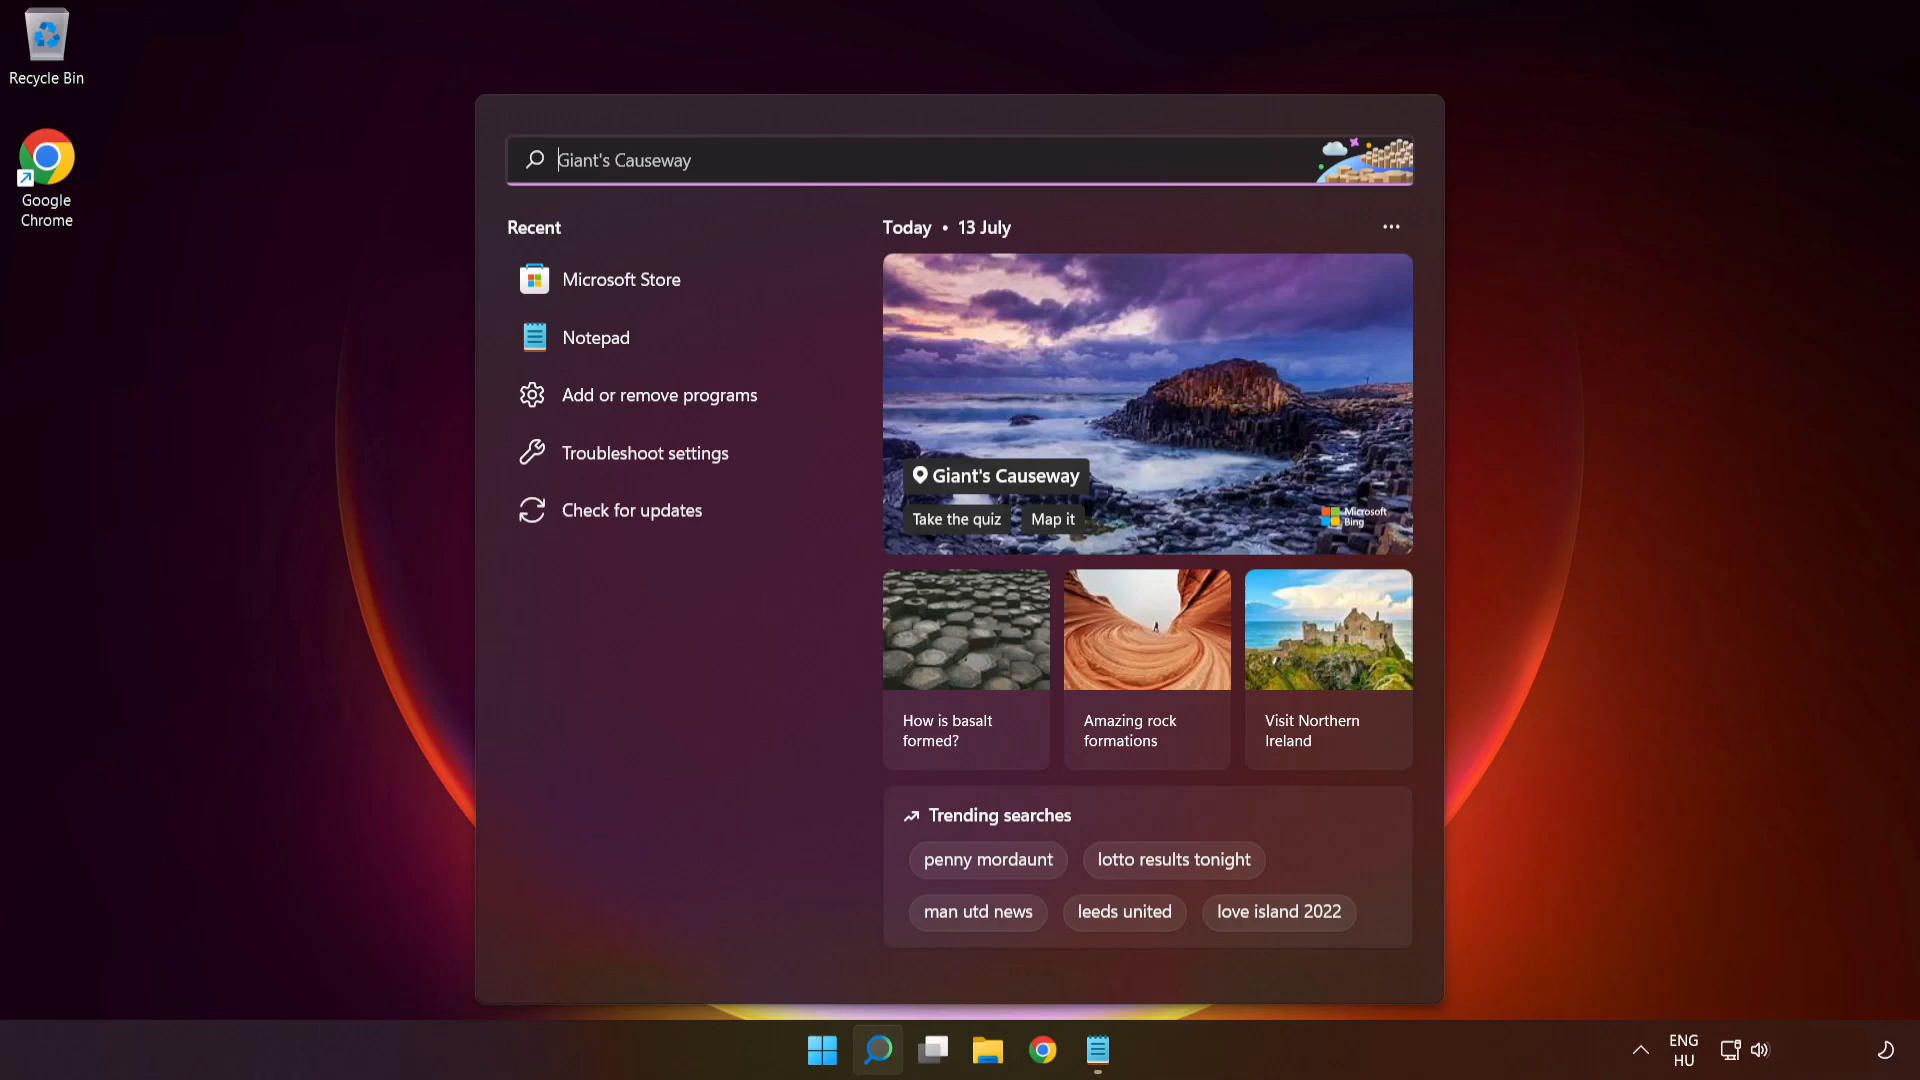 Recycle Bin
Google
Chrome
Giant's Causeway
Recent
Microsoft Store
Notepad
Add or remove programs
Troubleshoot settings
Check for updates
Today • 13 July
Giant's Causeway
Take the quiz
Map it
Microsoft
Bing
How is basalt
formed?
Amazing rock
formations
Visit Northern
Ireland
Trending searches
penny mordaunt
lotto results tonight
man utd news
leeds united
love island 2022
ENG
HU